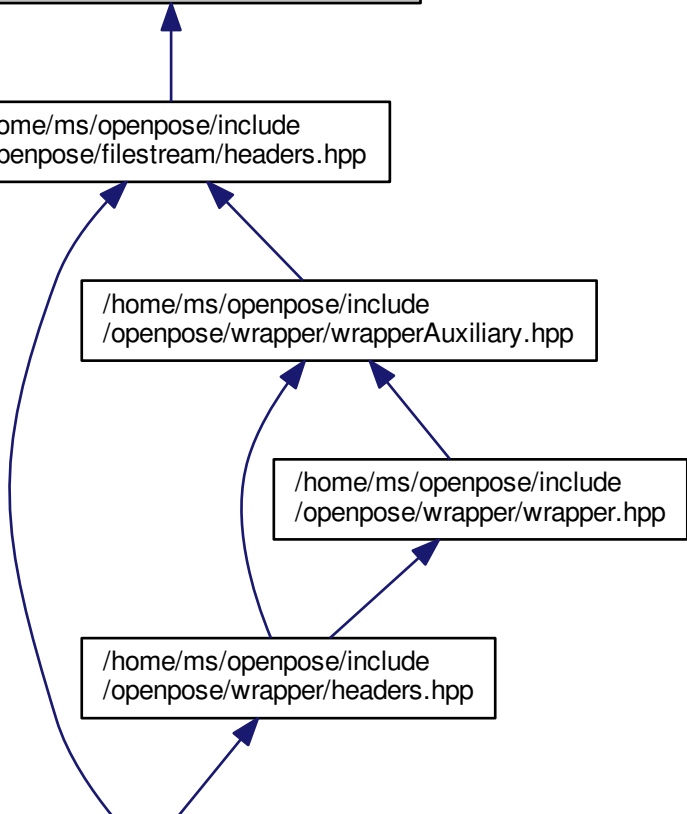 ome/ms/openpose/include
penpose/filestream/headers.hpp
/home/ms/openpose/include
/openpose/wrapper/wrapperAuxiliary.hpp
/home/ms/openpose/include
/openpose/wrapper/wrapper.hpp
/home/ms/openpose/include
/openpose/wrapper/headers.hpp